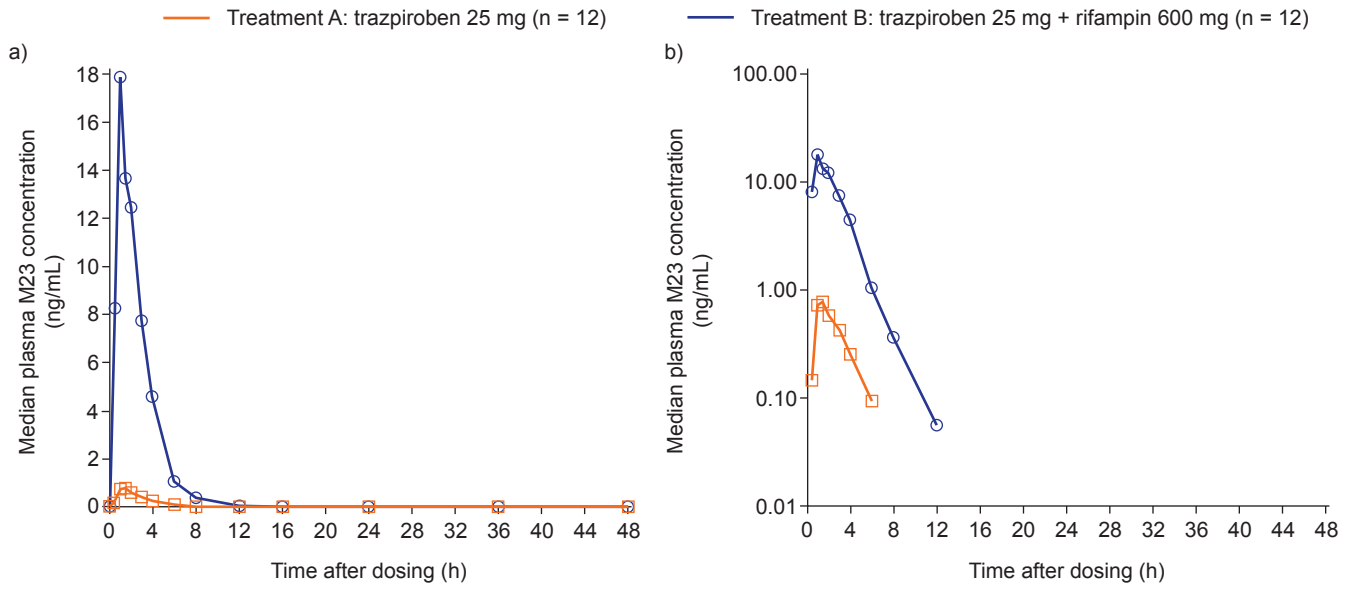 Treatment A: trazpiroben 25 mg (n = 12)
Treatment B: trazpiroben 25 mg + rifampin 600 mg (n = 12)
a)
18
16
14
12
10
8
6
4
2
0
Median plasma M23 concentration
(ng/mL)
0 4 8 12 16 20 24 28 32 36 40 44 48
Time after dosing (h)
b)
100.00
10.00
1.00
0.10
0.01
Median plasma M23 concentration
(ng/mL)
0 4 8 12 16 20 24 28 32 36 40 44 48
Time after dosing (h)